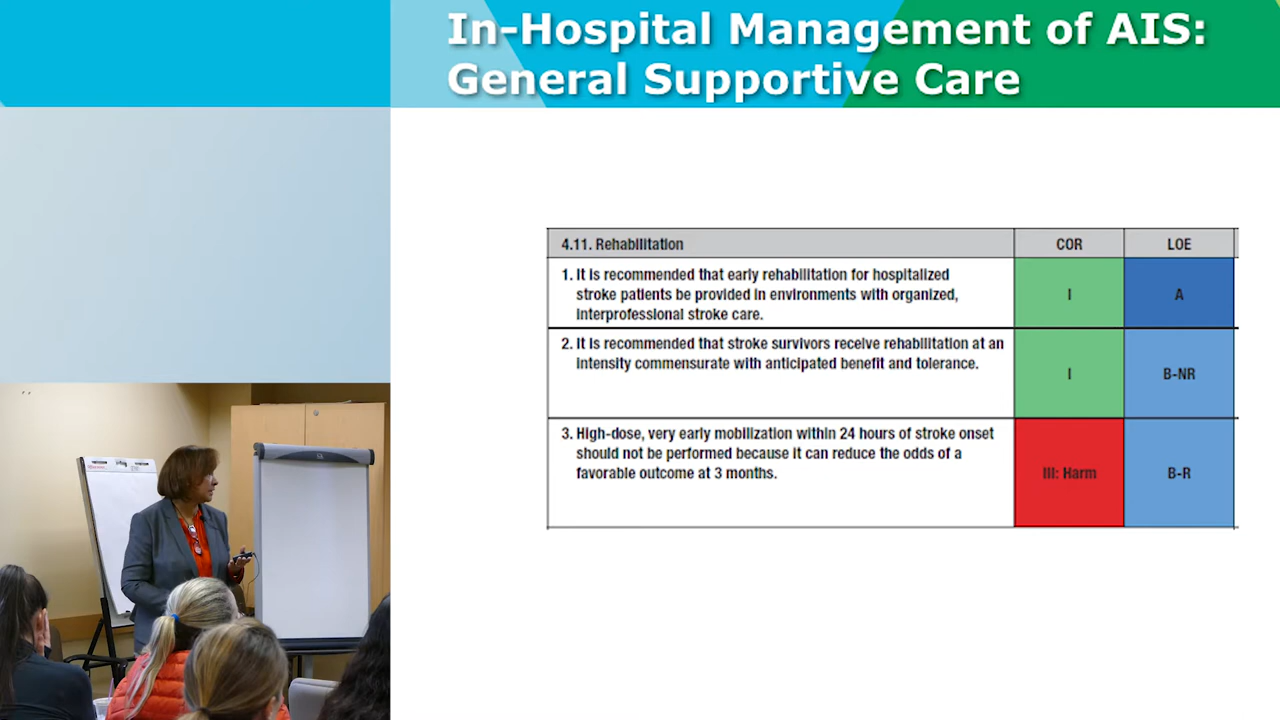 In-Hospital Management of AIS:
General Supportive Care
4.11. Rehabilitation COR LOE
1. It is recommended that early rehabilitation for hospitalized
stroke patients be provided in environments with organized,
interprofessional stroke care.
I A
2. It is recommended that stroke survivors receive rehabilitation at an
intensity commensurate with anticipated benefit and tolerance.
I B-NR
3. High-dose, very early mobilization within 24 hours of stroke onset
should not be performed because it can reduce the odds of a
favorable outcome at 3 months.
III: Harm B-R